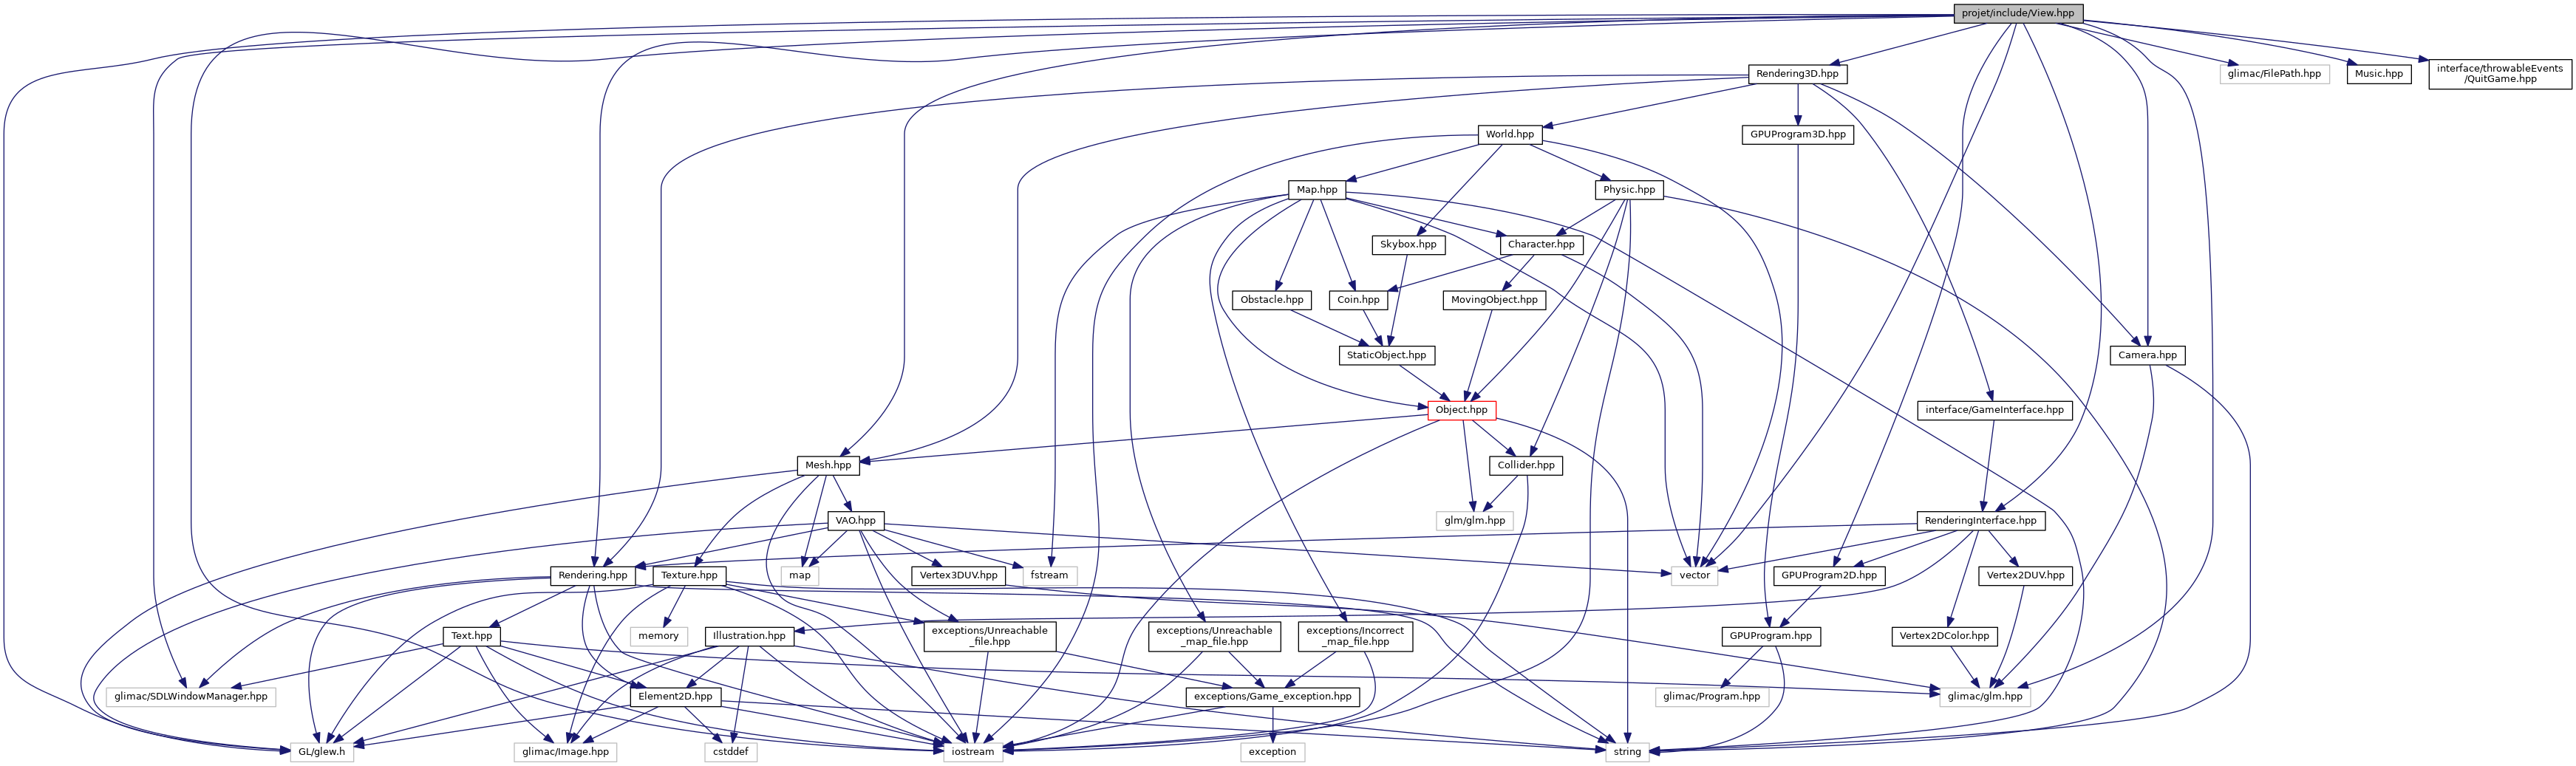 projet/include/View.hpp
Rendering3D.hpp
glimac/FilePath.hpp
Music.hpp
interface/throwableEvents
/QuitGame.hpp
World.hpp
GPUProgram3D.hpp
Map.hpp
Physic.hpp
Skybox.hpp
Character.hpp
Obstacle.hpp
Coin.hpp
MovingObject.hpp
StaticObject.hpp
Camera.hpp
Object.hpp
interface/GameInterface.hpp
Mesh.hpp
Collider.hpp
VAO.hpp
glm/glm.hpp
RenderingInterface.hpp
Rendering.hpp
Texture.hpp
map
Vertex3DUV.hpp
fstream
vector
GPUProgram2D.hpp
Vertex2DUV.hpp
Text.hpp
memory
Illustration.hpp
exceptions/Unreachable
_file.hpp
exceptions/Unreachable
_map_file.hpp
exceptions/Incorrect
_map_file.hpp
GPUProgram.hpp
Vertex2DColor.hpp
glimac/SDLWindowManager.hpp
Element2D.hpp
exceptions/Game_exception.hpp
glimac/Program.hpp
glimac/glm.hpp
GL/glew.h
glimac/Image.hpp
cstddef
iostream
exception
string